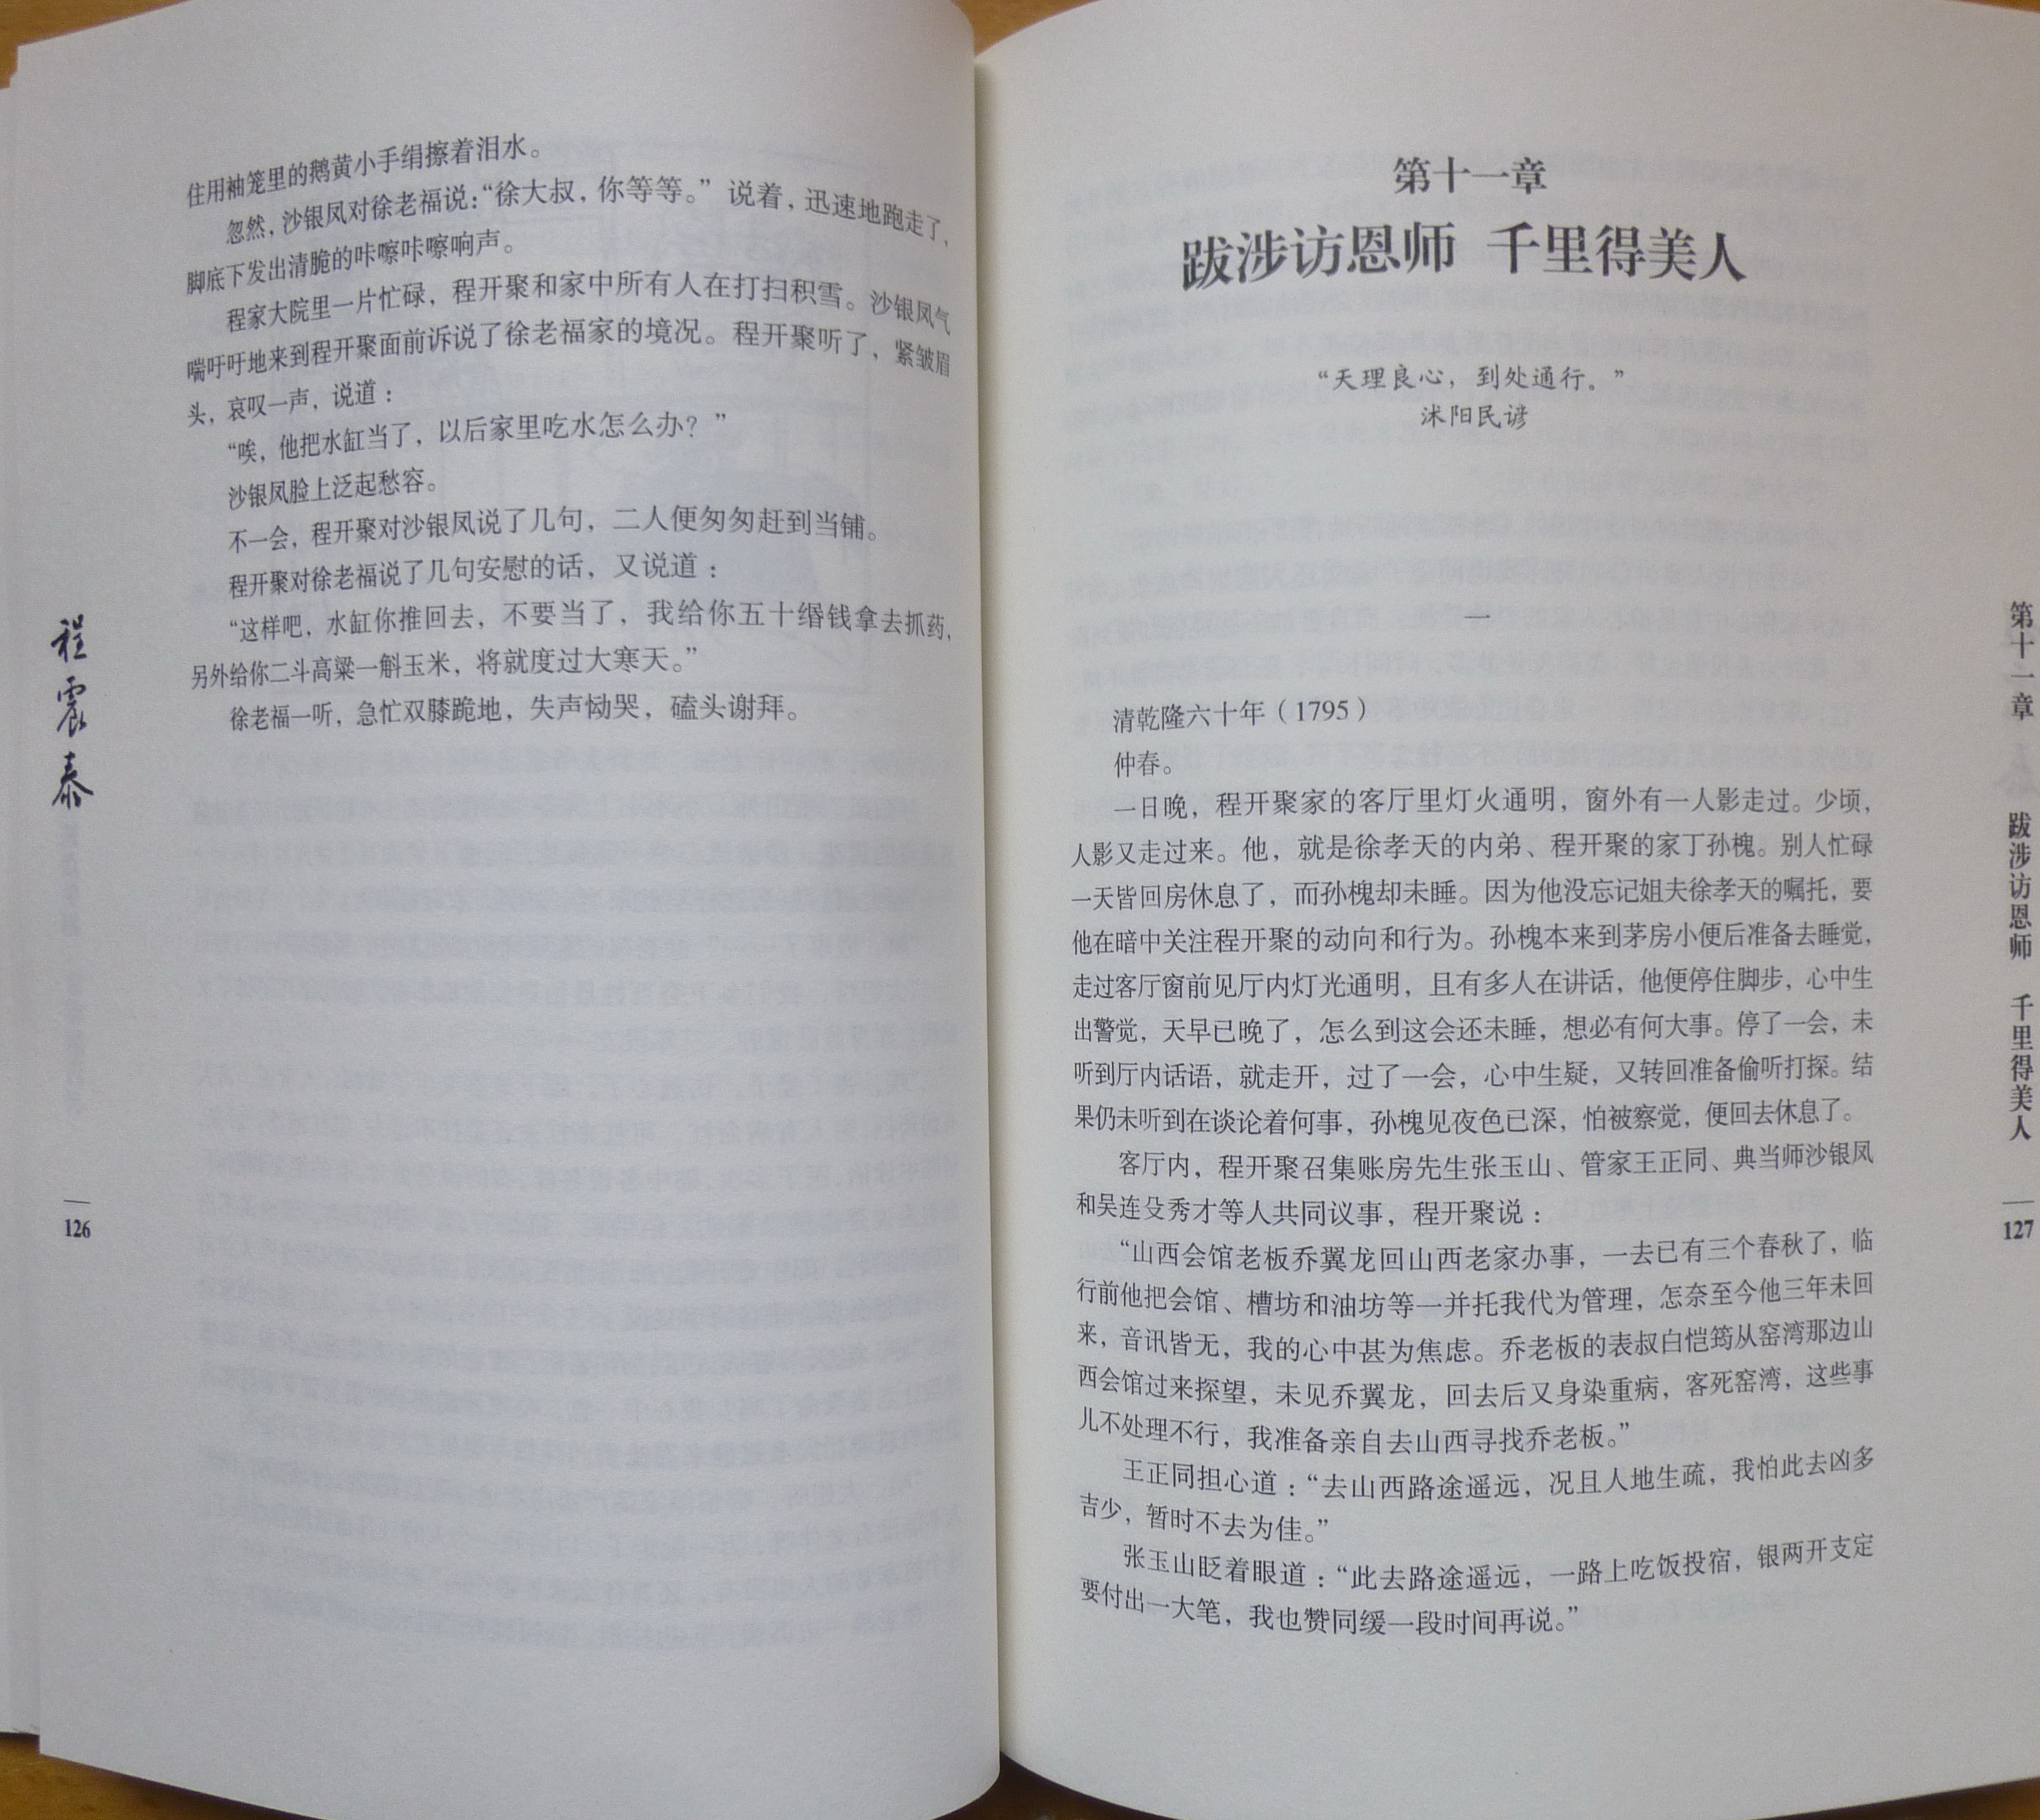 住用袖笼里的鹅黄小手绢擦着泪水。
忽然，沙银凤对徐老福说：“徐大叔，你等等。”说着，迅速地跑走了，
脚底下发出清脆的咔嚓咔嚓响声。
程家大院里一片忙碌，程开聚和家中所有人在打扫积雪。沙银凤气
喘吁吁地来到程开聚面前诉说了徐老福家的境况。程开聚听了，紧皱眉
头，哀叹一声，说道：
“唉，他把水缸当了，以后家里吃水怎么办？”
沙银凤脸上泛起愁容。
不一会，程开聚对沙银凤说了几句，二人便匆匆赶到当铺。
程开聚对徐老福说了几句安慰的话，又说道：
“这样吧，水缸你推回去，不要当了，我给你五十缗钱拿去抓药，
另外给你二斗高粱一斛玉米，将就度过大寒天。”
徐老福一听，急忙双膝跪地，失声恸哭，磕头谢拜。
程震泰
126
第十一章
跋涉访恩师 千里得美人
“天理良心，到处通行。”
沭阳民谚
一
清乾隆六十年（1795）
仲春。
一日晚，程开聚家的客厅里灯火通明，窗外有一人影走过。少顷，
人影又走过来。他，就是徐孝天的内弟、程开聚的家丁孙槐。别人忙碌
一天皆回房休息了，而孙槐却未睡。因为他没忘记姐夫徐孝天的嘱托，要
他在暗中关注程开聚的动向和行为。孙槐本来到茅房小便后准备去睡觉，
走过客厅窗前见厅内灯光通明，且有多人在讲话，他便停住脚步，心中生
出警觉，天早已晚了，怎么到这会还未睡，想必有何大事。停了一会，未
听到厅内话语，就走开，过了一会，心中生疑，又转回准备偷听打探。结
果仍未听到在谈论着何事，孙槐见夜色已深，怕被察觉，便回去休息了。
客厅内，程开聚召集账房先生张玉山、管家王正同、典当师沙银凤
和吴连殳秀才等人共同议事，程开聚说：
“山西会馆老板乔翼龙回山西老家办事，一去已有三个春秋了，临
行前他把会馆、槽坊和油坊等一并托我代为管理，怎奈至今他三年未回
来，音讯皆无，我的心中甚为焦虑。乔老板的表叔白恺筠从窑湾那边山
西会馆过来探望，未见乔翼龙，回去后又身染重病，客死窑湾，这些事
儿不处理不行，我准备亲自去山西寻找乔老板。”
王正同担心道：“去山西路途遥远，况且人地生疏，我怕此去凶多
吉少，暂时不去为佳。”
张玉山眨着眼道：“此去路途遥远，一路上吃饭投宿，银两开支定
要付出一大笔，我也赞同缓一段时间再说。”
第十一章 跋涉访恩师 千里得美人
127